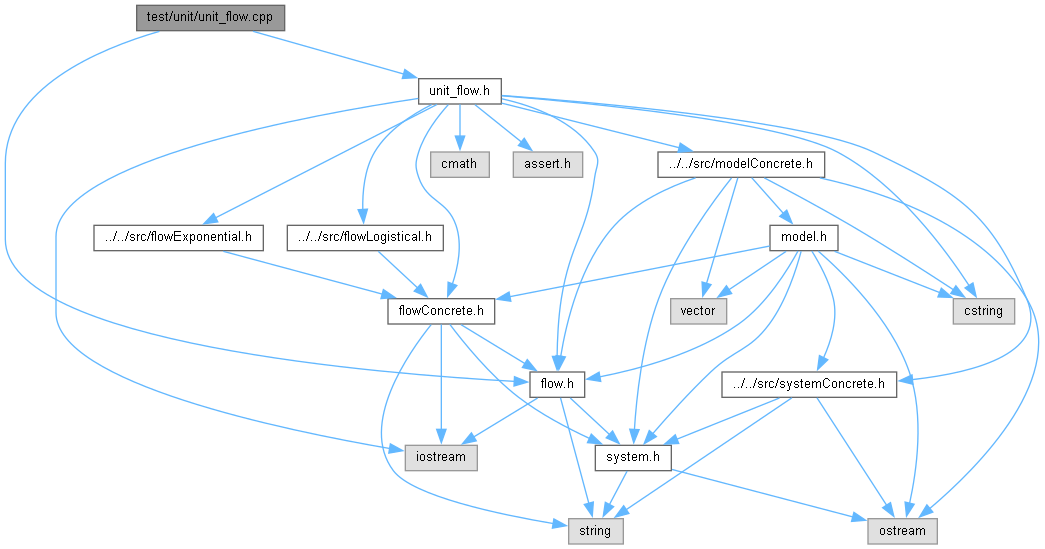 test/unit/unit_flow.cpp
unit_flow.h
cmath
assert.h
../../src/modelConcrete.h
../../src/flowExponential.h
../../src/flowLogistical.h
model.h
flowConcrete.h
vector
cstring
flow.h
../../src/systemConcrete.h
iostream
system.h
string
ostream